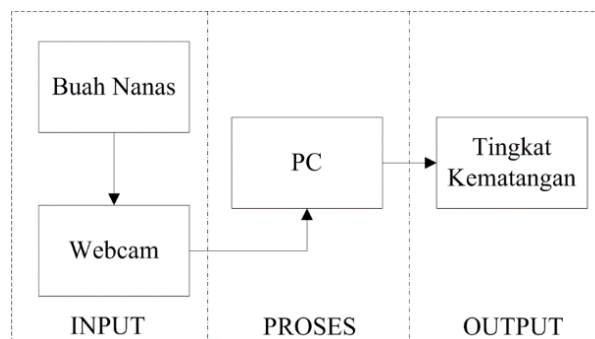 Buah Nanas
Webcam
PC
Tingkat
Kematangan
INPUT
PROSES
OUTPUT